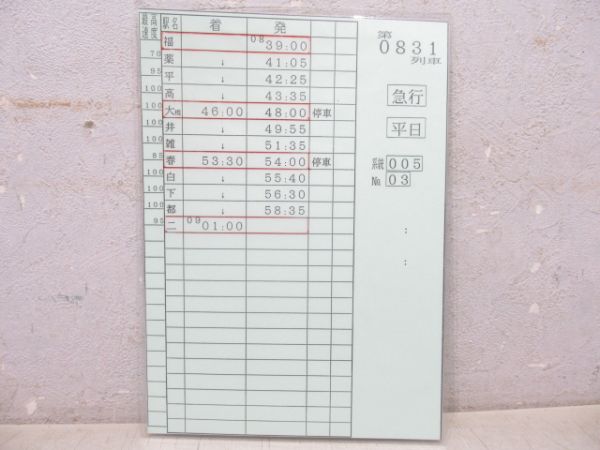 最高速度 駅名 着 発
福 08 39:00
70
薬 ↓ 41:05
95
平 ↓ 42:25
100
高 ↓ 43:35
100
大橋 46:00 48:00 停車
100
井 ↓ 49:55
100
雑 ↓ 51:35
85
春 53:30 54:00 停車
100
白 ↓ 55:40
100
下 ↓ 56:30
100
都 ↓ 58:35
95
二 09 01:00
第
0831
列車
急行
平日
組 005
№ 03
:
: